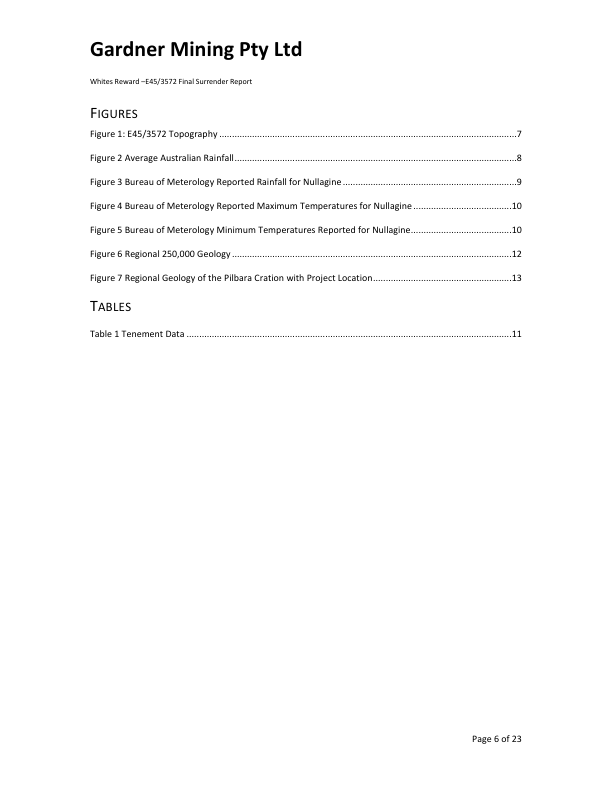 Gardner Mining Pty Ltd
Whites Reward –E45/3572 Final Surrender Report
FIGURES
Figure 1: E45/3572 Topography ...................................................................................................................7
Figure 2 Average Australian Rainfall..............................................................................................................8
Figure 3 Bureau of Meterology Reported Rainfall for Nullagine ....................................................................9
Figure 4 Bureau of Meterology Reported Maximum Temperatures for Nullagine .......................................10
Figure 5 Bureau of Meterology Minimum Temperatures Reported for Nullagine........................................10
Figure 6 Regional 250,000 Geology ..............................................................................................................12
Figure 7 Regional Geology of the Pilbara Cration with Project Location.......................................................13
TABLES
Table 1 Tenement Data ................................................................................................................................11
Page 6 of 23